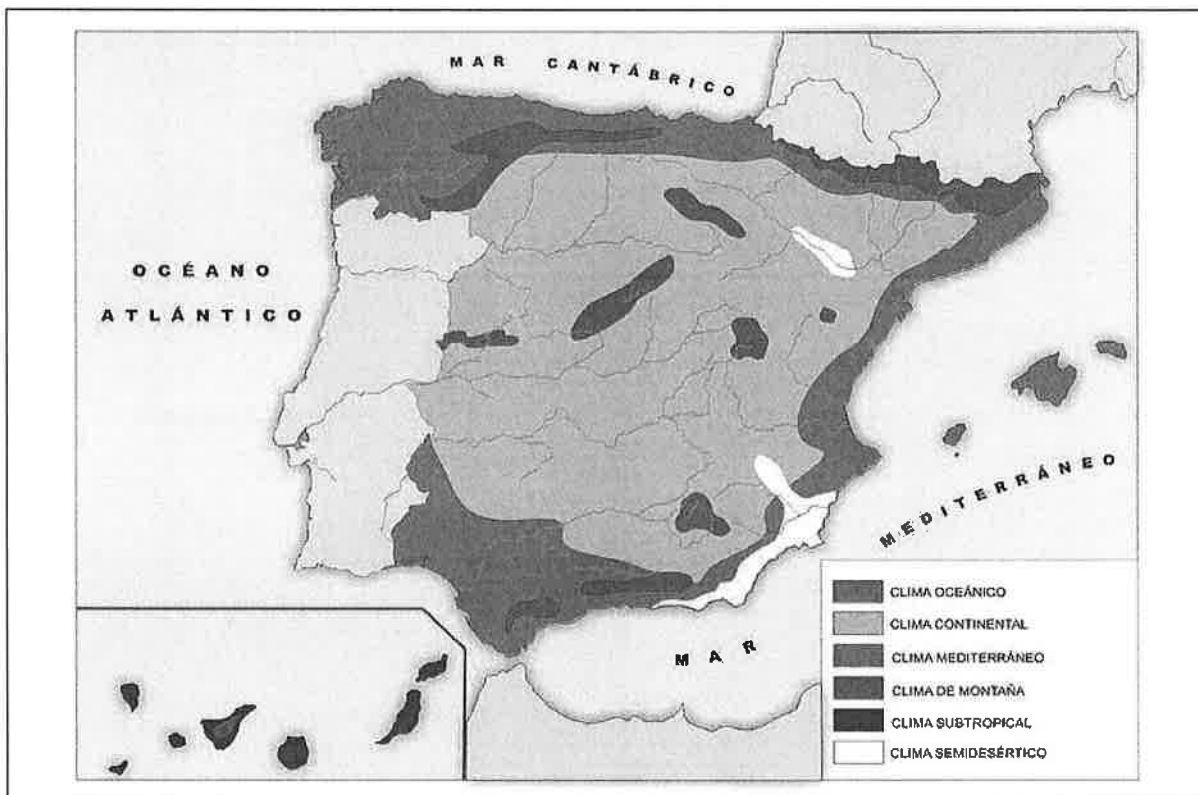 MAR CANTÁBRICO
OCÉANO
ATLÁNTICO
MAR MEDITERRÁNEO
CLIMA OCEÁNICO
CLIMA CONTINENTAL
CLIMA MEDITERRÁNEO
CLIMA DE MONTAÑA
CLIMA SUBTROPICAL
CLIMA SEMIDESÉRTICO